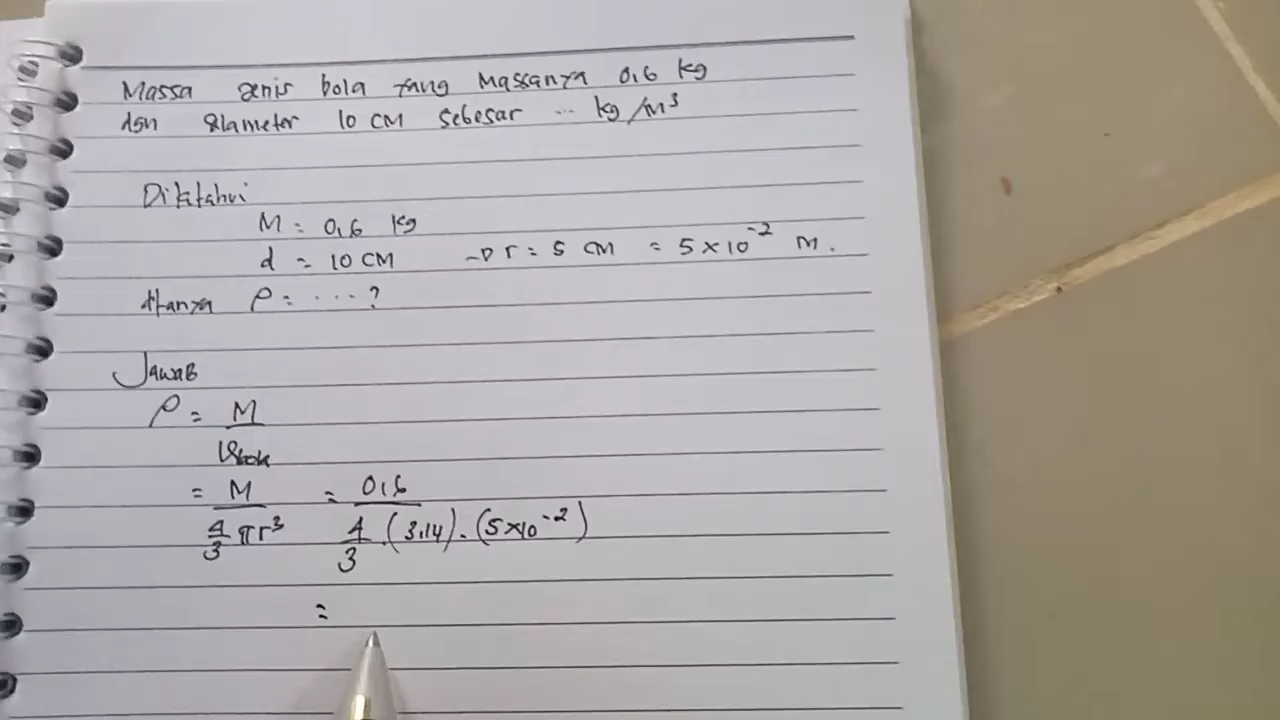 Massa jenis bola yang massanya 0,6 kg
dgn diameter 10 cm sebesar ... kg/m³
Diketahui
M = 0,6 kg
d = 10 cm → r = 5 cm = 5 × 10⁻² m.
ditanya ρ = ....?
Jawab
ρ = M / Vbola
= M / 4/3 πr³ = 0,6 / 4/3 . (3,14) . (5×10⁻²)
=